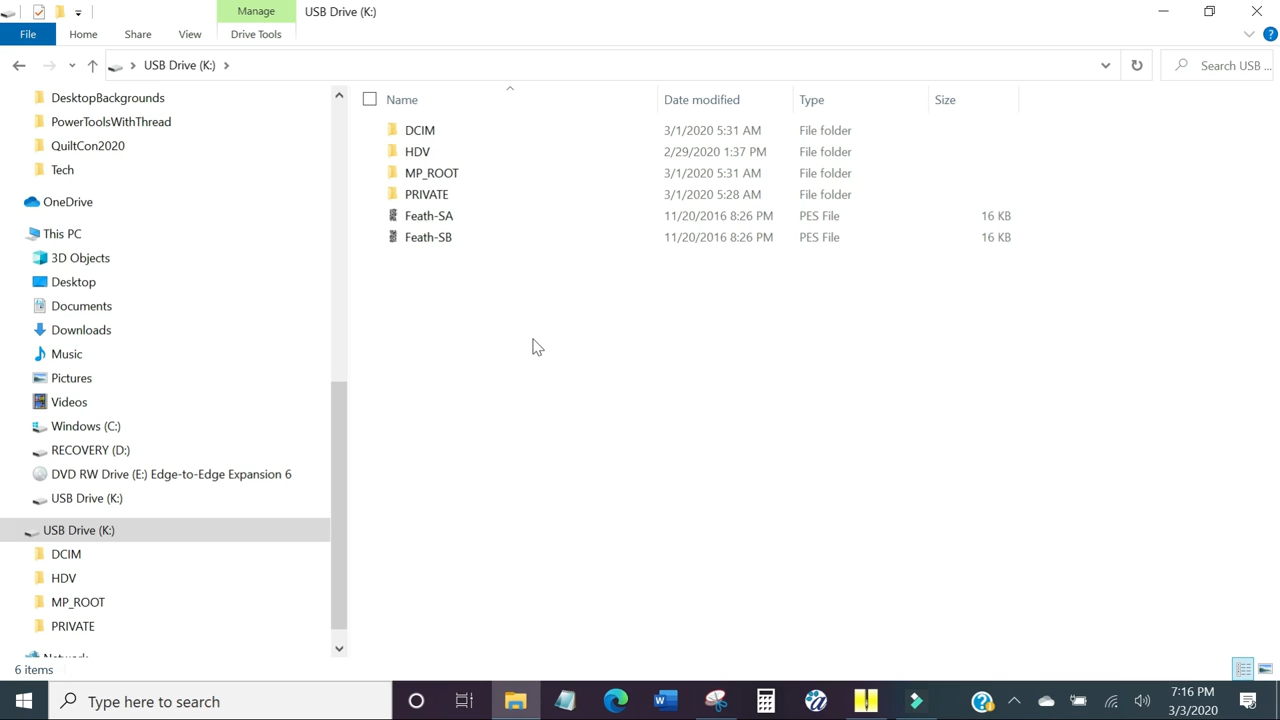 Manage
USB Drive (K:)
File
Home
Share
View
Drive Tools
USB Drive (K:)
Search USB ...
Name
Date modified
Type
Size
DCIM
3/1/2020 5:31 AM
File folder
HDV
2/29/2020 1:37 PM
File folder
MP_ROOT
3/1/2020 5:31 AM
File folder
PRIVATE
3/1/2020 5:28 AM
File folder
Feath-SA
11/20/2016 8:26 PM
PES File
16 KB
Feath-SB
11/20/2016 8:26 PM
PES File
16 KB
DesktopBackgrounds
PowerToolsWithThread
QuiltCon2020
Tech
OneDrive
This PC
3D Objects
Desktop
Documents
Downloads
Music
Pictures
Videos
Windows (C:)
RECOVERY (D:)
DVD RW Drive (E:) Edge-to-Edge Expansion 6
USB Drive (K:)
USB Drive (K:)
DCIM
HDV
MP_ROOT
PRIVATE
Network
6 items
Type here to search
7:16 PM
3/3/2020